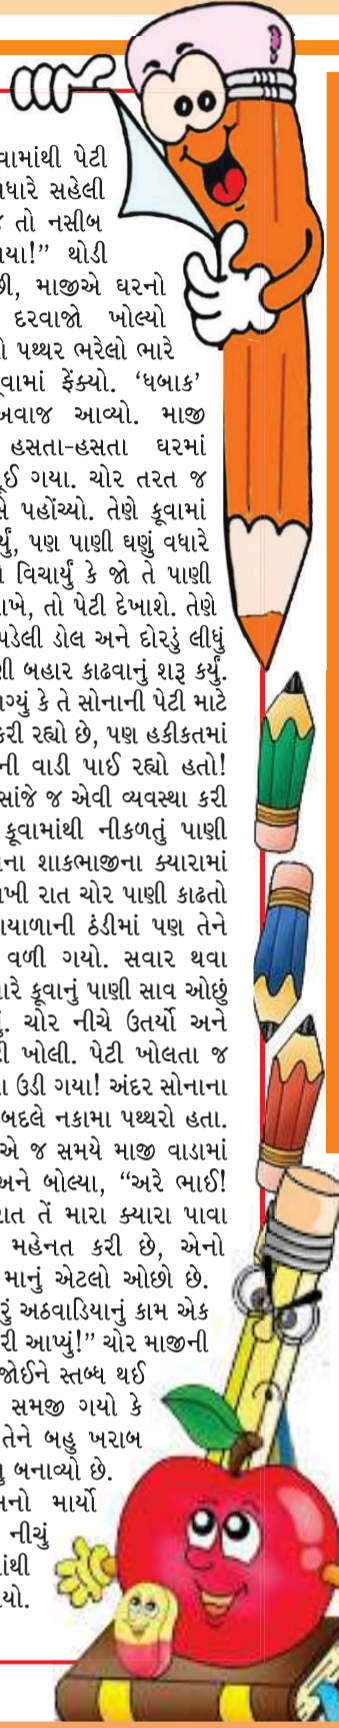 પેટી
સહેલી
તો નસીબ
થોડી
માજીએ ઘરનો
દરવાજો ખોલ્યો
પથ્થર ભરેલો ભારે
ફેંક્યો. ‘ધબાક’
અવાજ આવ્યો. માજી
હસતા-હસતા ઘરમાં
ગયા. ચોર તરત જ
પહોંચ્યો. તેણે કૂવામાં
પણ પાણી ઘણું વધારે
વિચાર્યું કે જો તે પાણી
તો પેટી દેખાશે. તેણે
પડેલી ડોલ અને દોરડું લીધું
બહાર કાઢવાનું શરૂ કર્યું.
કે તે સોનાની પેટી માટે
કરી રહ્યો છે, પણ હકીકતમાં
વાડી પાઈ રહ્યો હતો!
સાંજે જ એવી વ્યવસ્થા કરી
કૂવામાંથી નીકળતું પાણી
શાકભાજીના ક્યારામાં
રાત ચોર પાણી કાઢતો
ઠંડીમાં પણ તેને
વળી ગયો. સવાર થવા
કૂવાનું પાણી સાવ ઓછું
ચોર નીચે ઉતર્યો અને
ખોલી. પેટી ખોલતા જ
ઉડી ગયા! અંદર સોનાના
બદલે નકામા પથ્થરો હતા.
એ જ સમયે માજી વાડામાં
અને બોલ્યા, “અરે ભાઈ!
તેં મારા ક્યારા પાવા
મહેનત કરી છે, એનો
માનું એટલો ઓછો છે.
અઠવાડિયાનું કામ એક
આપ્યું!” ચોર માજીની
જોઈને સ્તબ્ધ થઈ
સમજી ગયો કે
તેને બહુ ખરાબ
બનાવ્યો છે.
માર્યો
નીચું